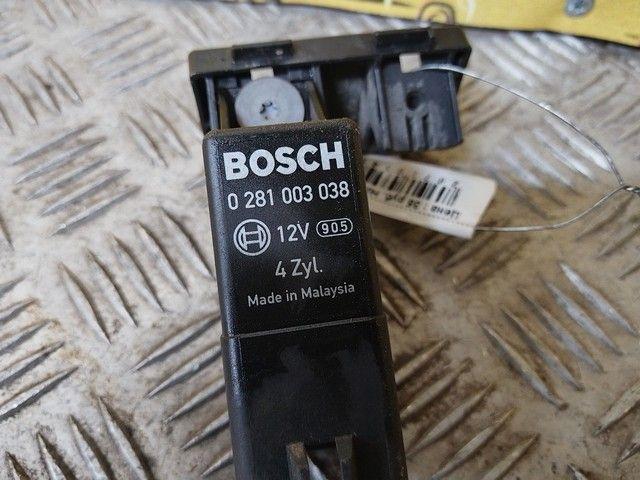 BOSCH
0 281 003 038
12V 905
4 Zyl.
Made in Malaysia